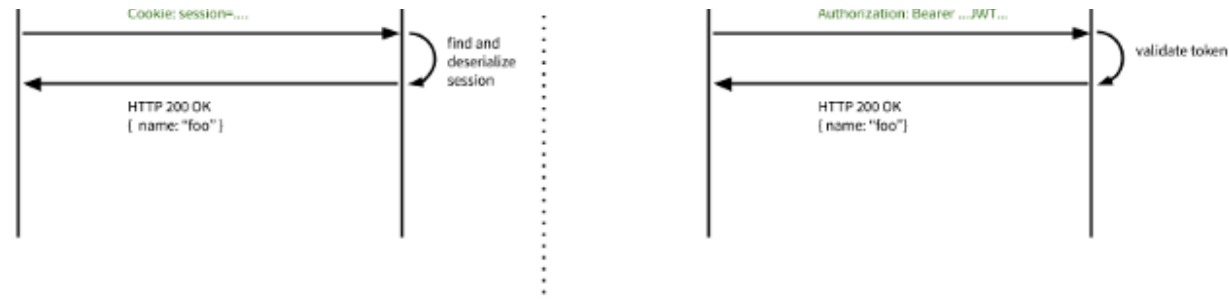 Cookie: session=....
find and
deserialize
session
HTTP 200 OK
{ name: “foo” }
Authorization: Bearer ...JWT...
validate token
HTTP 200 OK
{ name: “foo”}